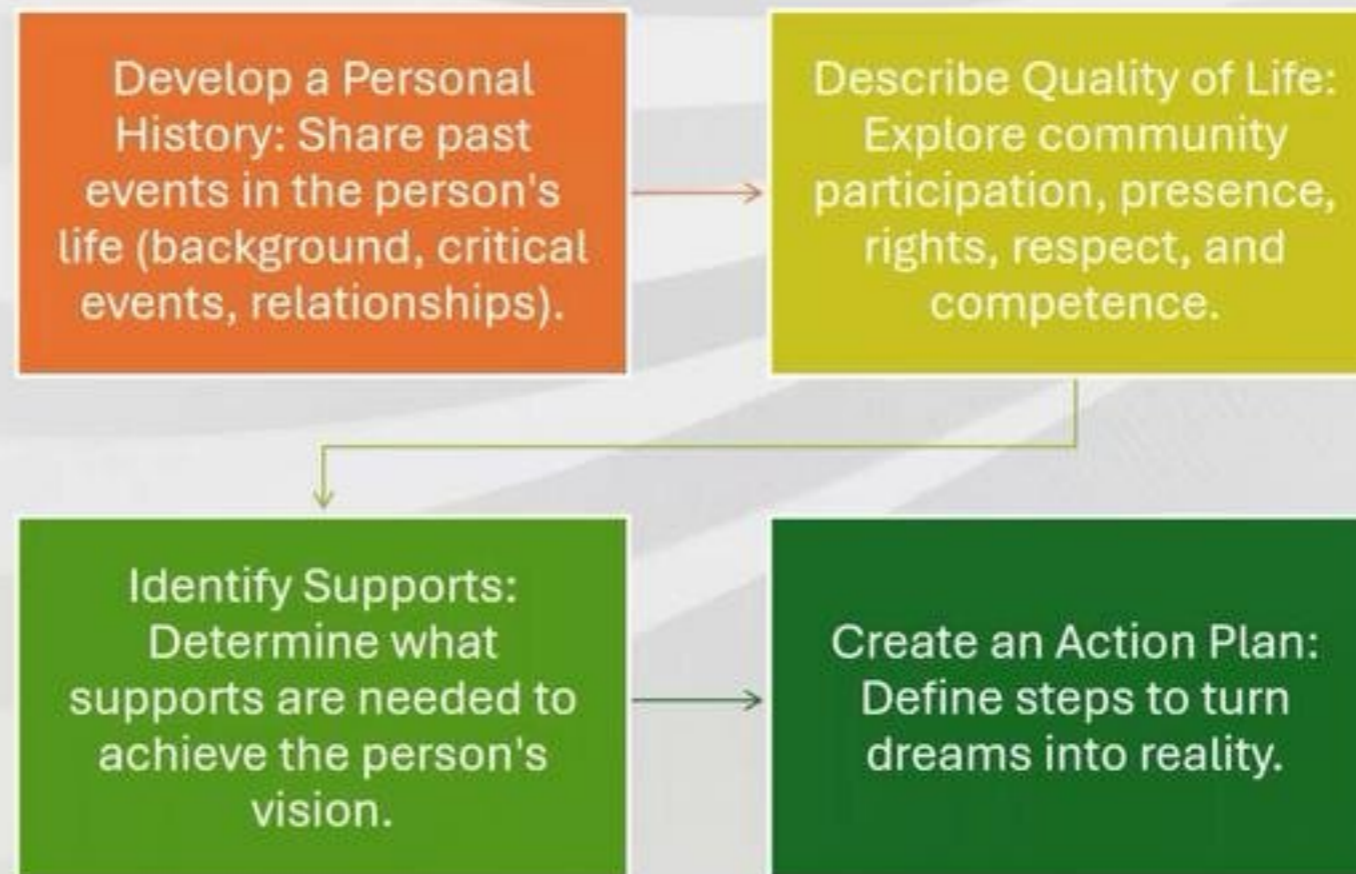 Develop a Personal
History: Share past
events in the person's
life (background, critical
events, relationships).
Describe Quality of Life:
Explore community
participation, presence,
rights, respect, and
competence.
Identify Supports:
Determine what
supports are needed to
achieve the person's
vision.
Create an Action Plan:
Define steps to turn
dreams into reality.